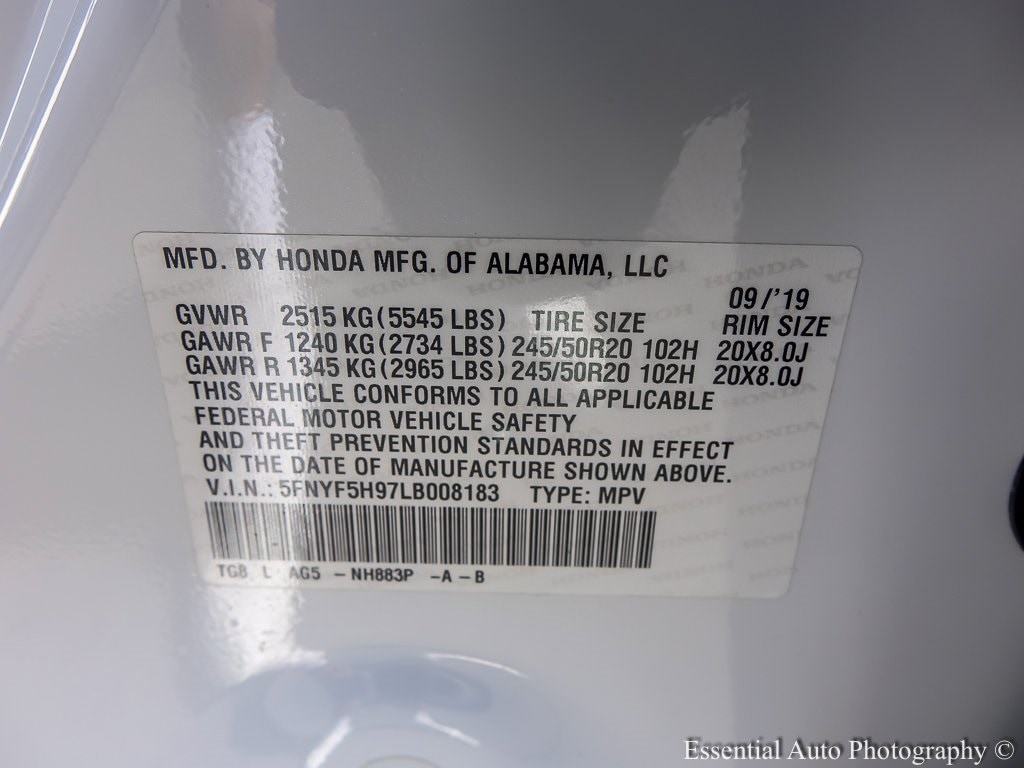 MFD. BY HONDA MFG. OF ALABAMA, LLC
09/'19
GVWR 2515 KG (5545 LBS) TIRE SIZE RIM SIZE
GAWR F 1240 KG (2734 LBS) 245/50R20 102H 20X8.0J
GAWR R 1345 KG (2965 LBS) 245/50R20 102H 20X8.0J
THIS VEHICLE CONFORMS TO ALL APPLICABLE
FEDERAL MOTOR VEHICLE SAFETY
AND THEFT PREVENTION STANDARDS IN EFFECT
ON THE DATE OF MANUFACTURE SHOWN ABOVE.
V.I.N.: 5FNYF5H97LB008183 TYPE: MPV
TG8 L AG5 - NH883P - A - B
Essential Auto Photography ©